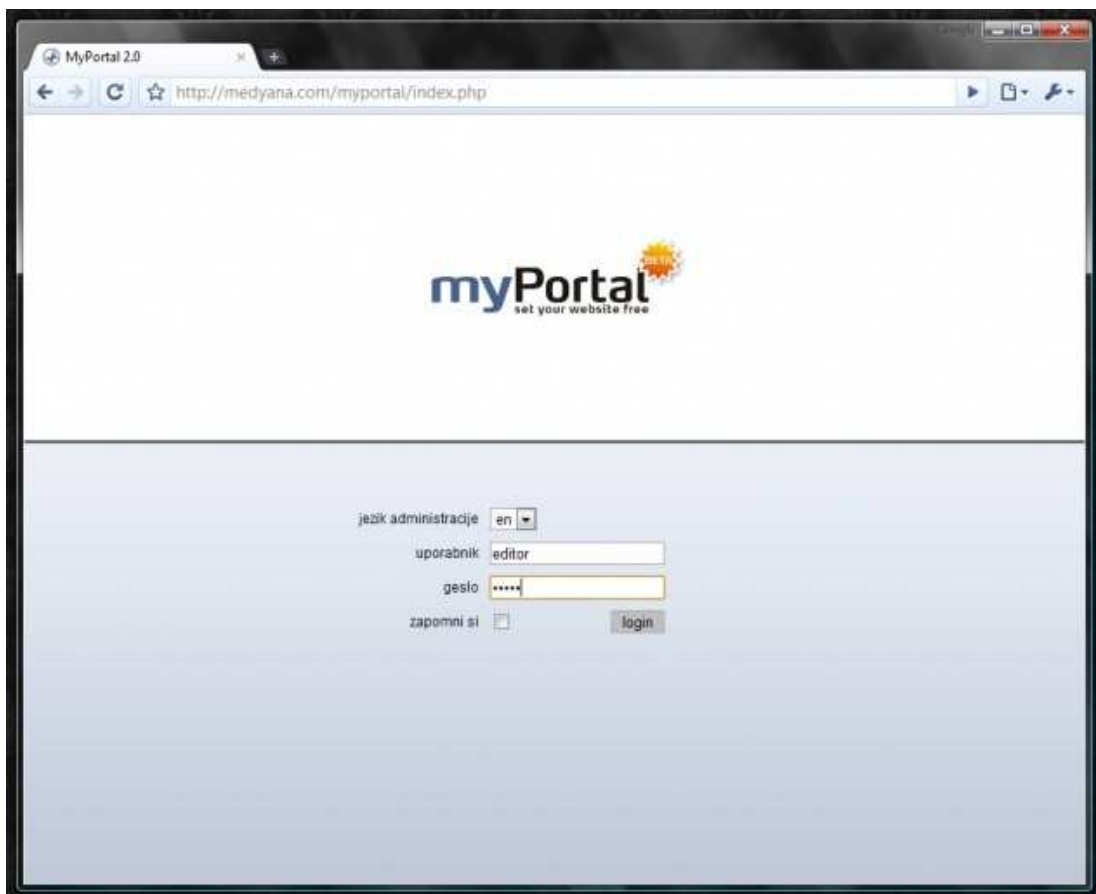 MyPortal 2.0
http://medyana.com/myportal/index.php
BETA
myPortal
set your website free
jezik administracije en
uporabnik editor
geslo •••••
zapomni si login